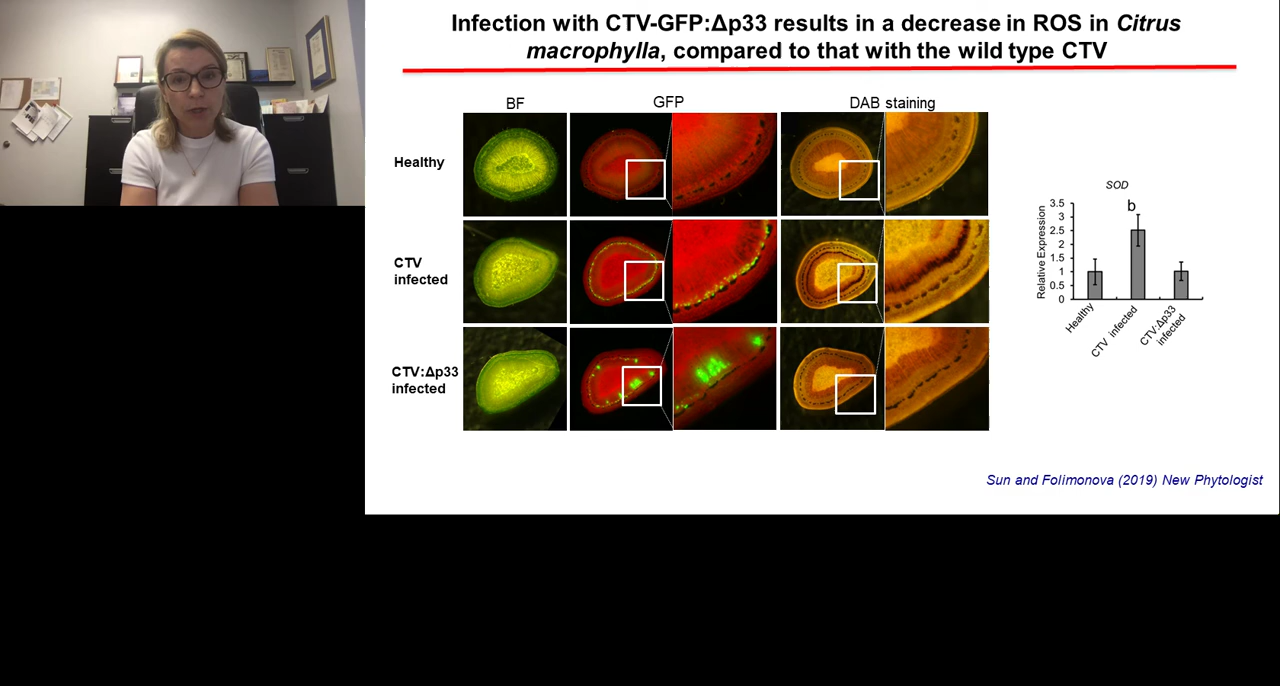 Infection with CTV-GFP:Δp33 results in a decrease in ROS in Citrus
macrophylla, compared to that with the wild type CTV
BF
GFP
DAB staining
Healthy
CTV
infected
CTV:Δp33
infected
SOD
b
Relative Expression
3.5
3
2.5
2
1.5
1
0.5
0
Healthy
CTV infected
CTV:Δp33
infected
Sun and Folimonova (2019) New Phytologist